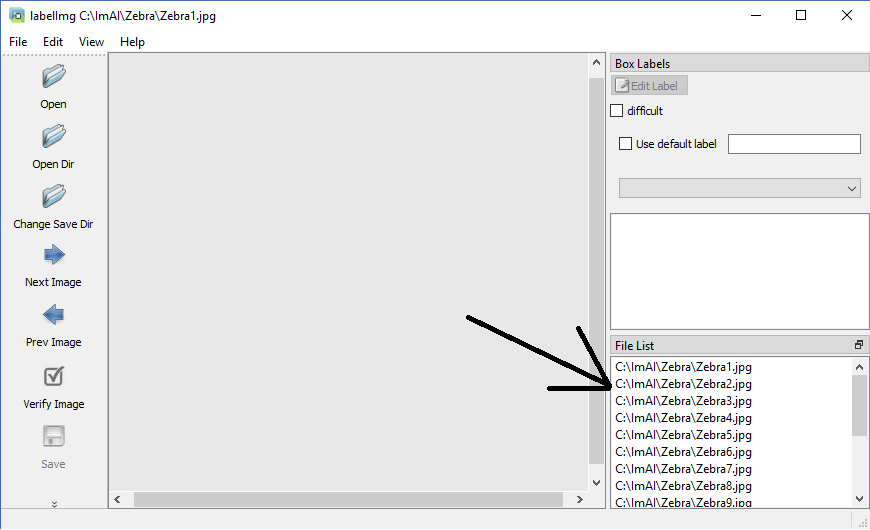 labelImg C:\ImAI\Zebra\Zebra1.jpg
File Edit View Help
Open
Open Dir
Change Save Dir
Next Image
Prev Image
Verify Image
Save
Box Labels
Edit Label
difficult
Use default label
File List
C:\ImAI\Zebra\Zebra1.jpg
C:\ImAI\Zebra\Zebra2.jpg
C:\ImAI\Zebra\Zebra3.jpg
C:\ImAI\Zebra\Zebra4.jpg
C:\ImAI\Zebra\Zebra5.jpg
C:\ImAI\Zebra\Zebra6.jpg
C:\ImAI\Zebra\Zebra7.jpg
C:\ImAI\Zebra\Zebra8.jpg
C:\ImAI\Zebra\Zebra9.jpg